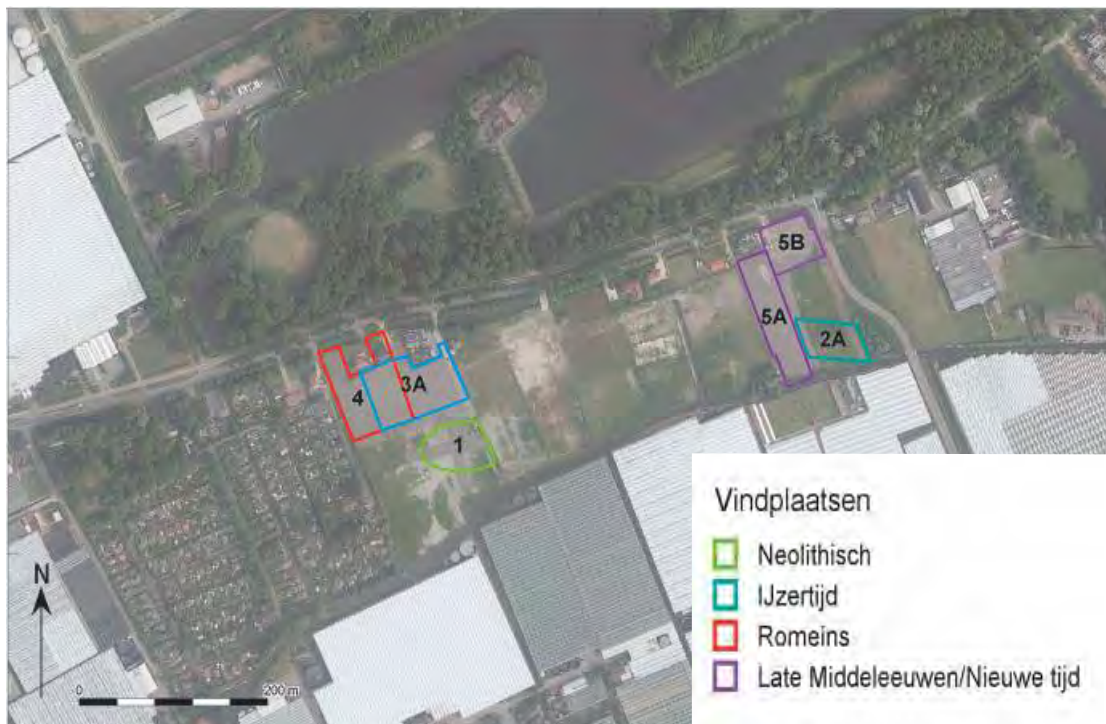 5B
5A
2A
3A
4
1
N
0
200 m
Vindplaatsen
Neolithisch
IJzertijd
Romeins
Late Middeleeuwen/Nieuwe tijd